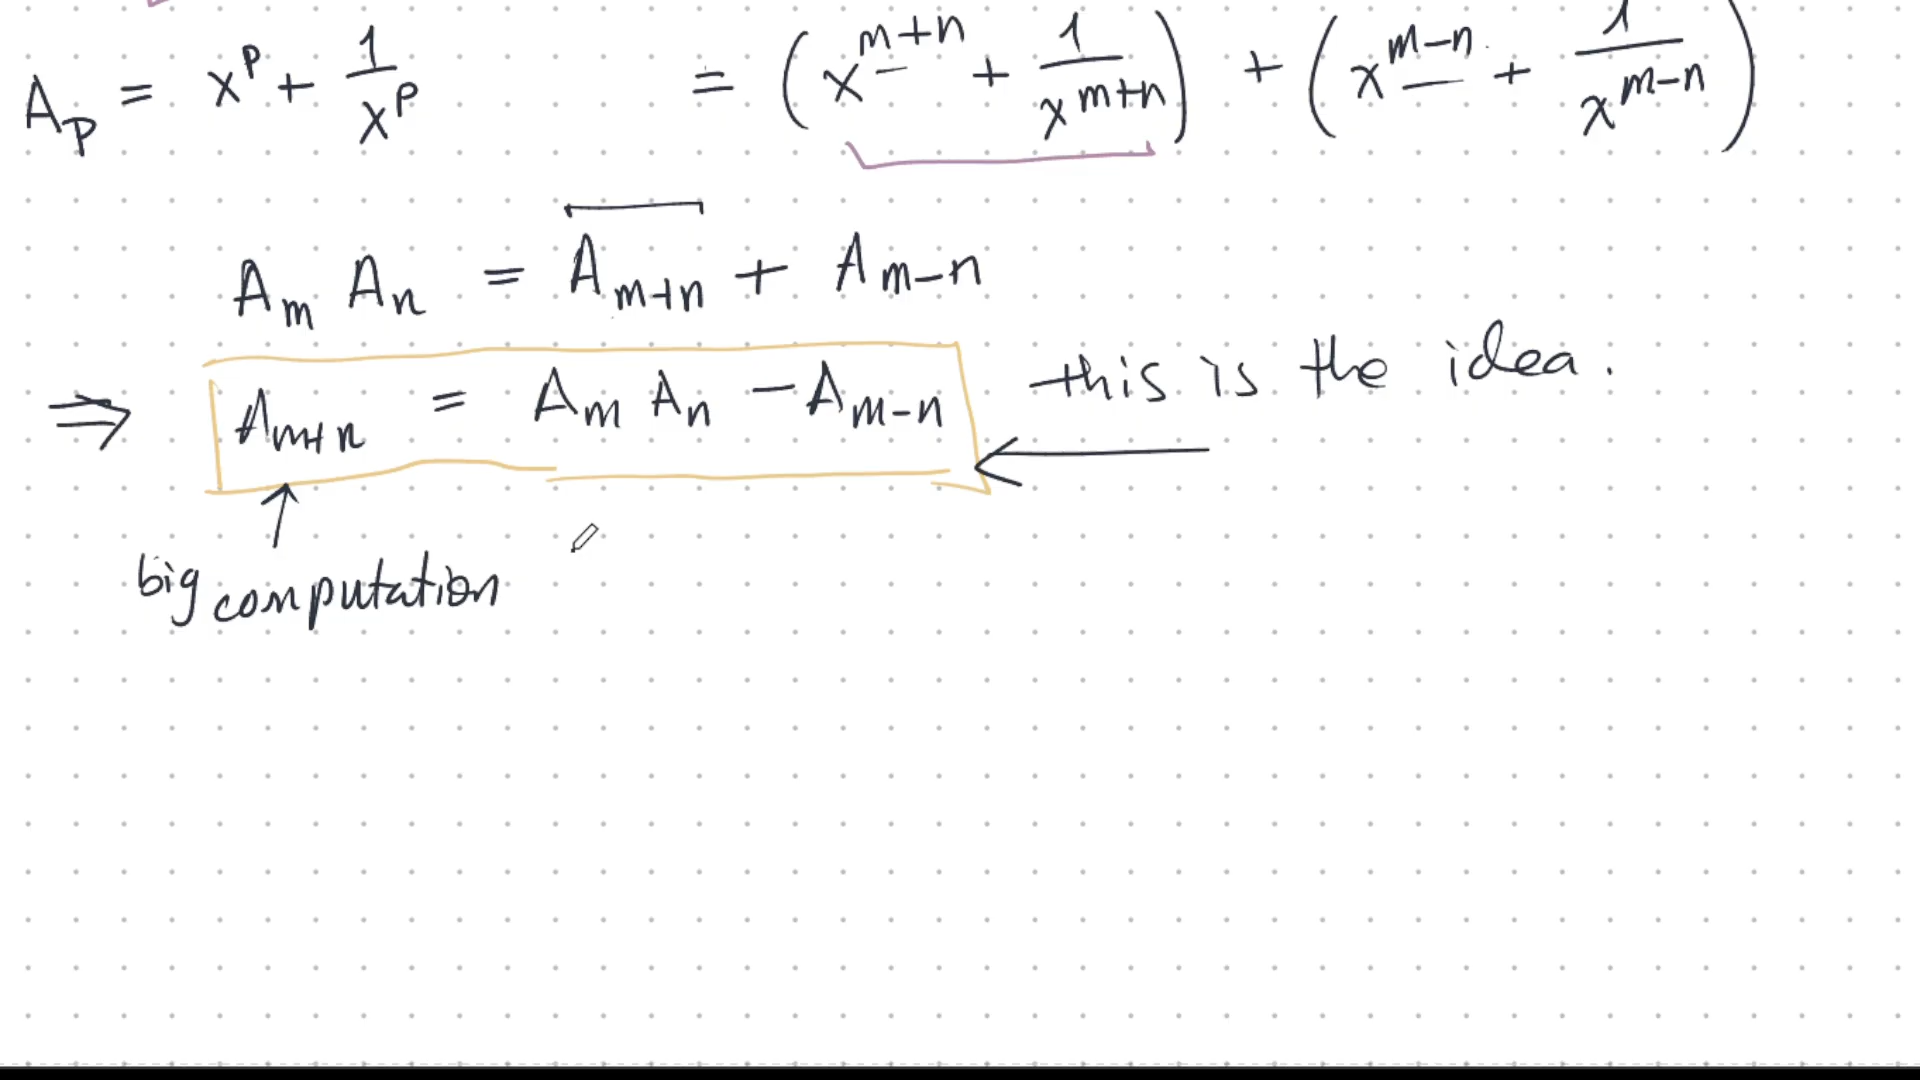 A_p = x^p + 1/x^p = (x^{m+n} + 1/x^{m+n}) + (x^{m-n} + 1/x^{m-n})
A_m A_n = A_{m+n} + A_{m-n}
⇒ A_{m+n} = A_m A_n - A_{m-n} this is the idea.
big computation